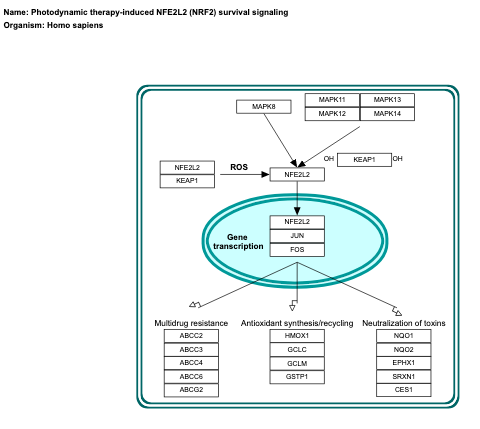 Name: Photodynamic therapy-induced NFE2L2 (NRF2) survival signaling
Organism: Homo sapiens
MAPK8
MAPK11 MAPK13
MAPK12 MAPK14
OH KEAP1 OH
NFE2L2
KEAP1
ROS
NFE2L2
Gene
transcription
NFE2L2
JUN
FOS
Multidrug resistance
ABCC2
ABCC3
ABCC4
ABCC6
ABCG2
Antioxidant synthesis/recycling
HMOX1
GCLC
GCLM
GSTP1
Neutralization of toxins
NQO1
NQO2
EPHX1
SRXN1
CES1